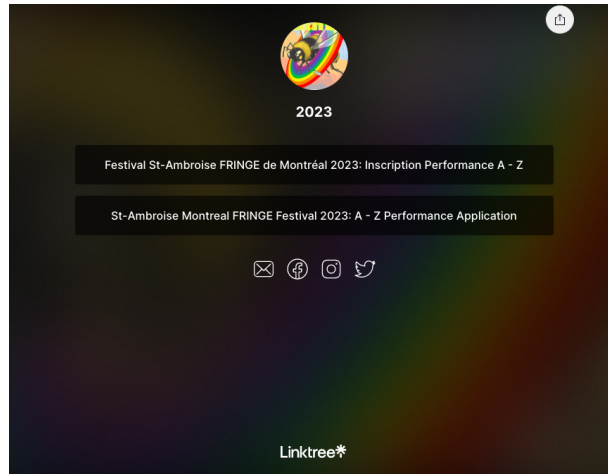 2023
Festival St-Ambroise FRINGE de Montréal 2023: Inscription Performance A - Z
St-Ambroise Montreal FRINGE Festival 2023: A - Z Performance Application
Linktree